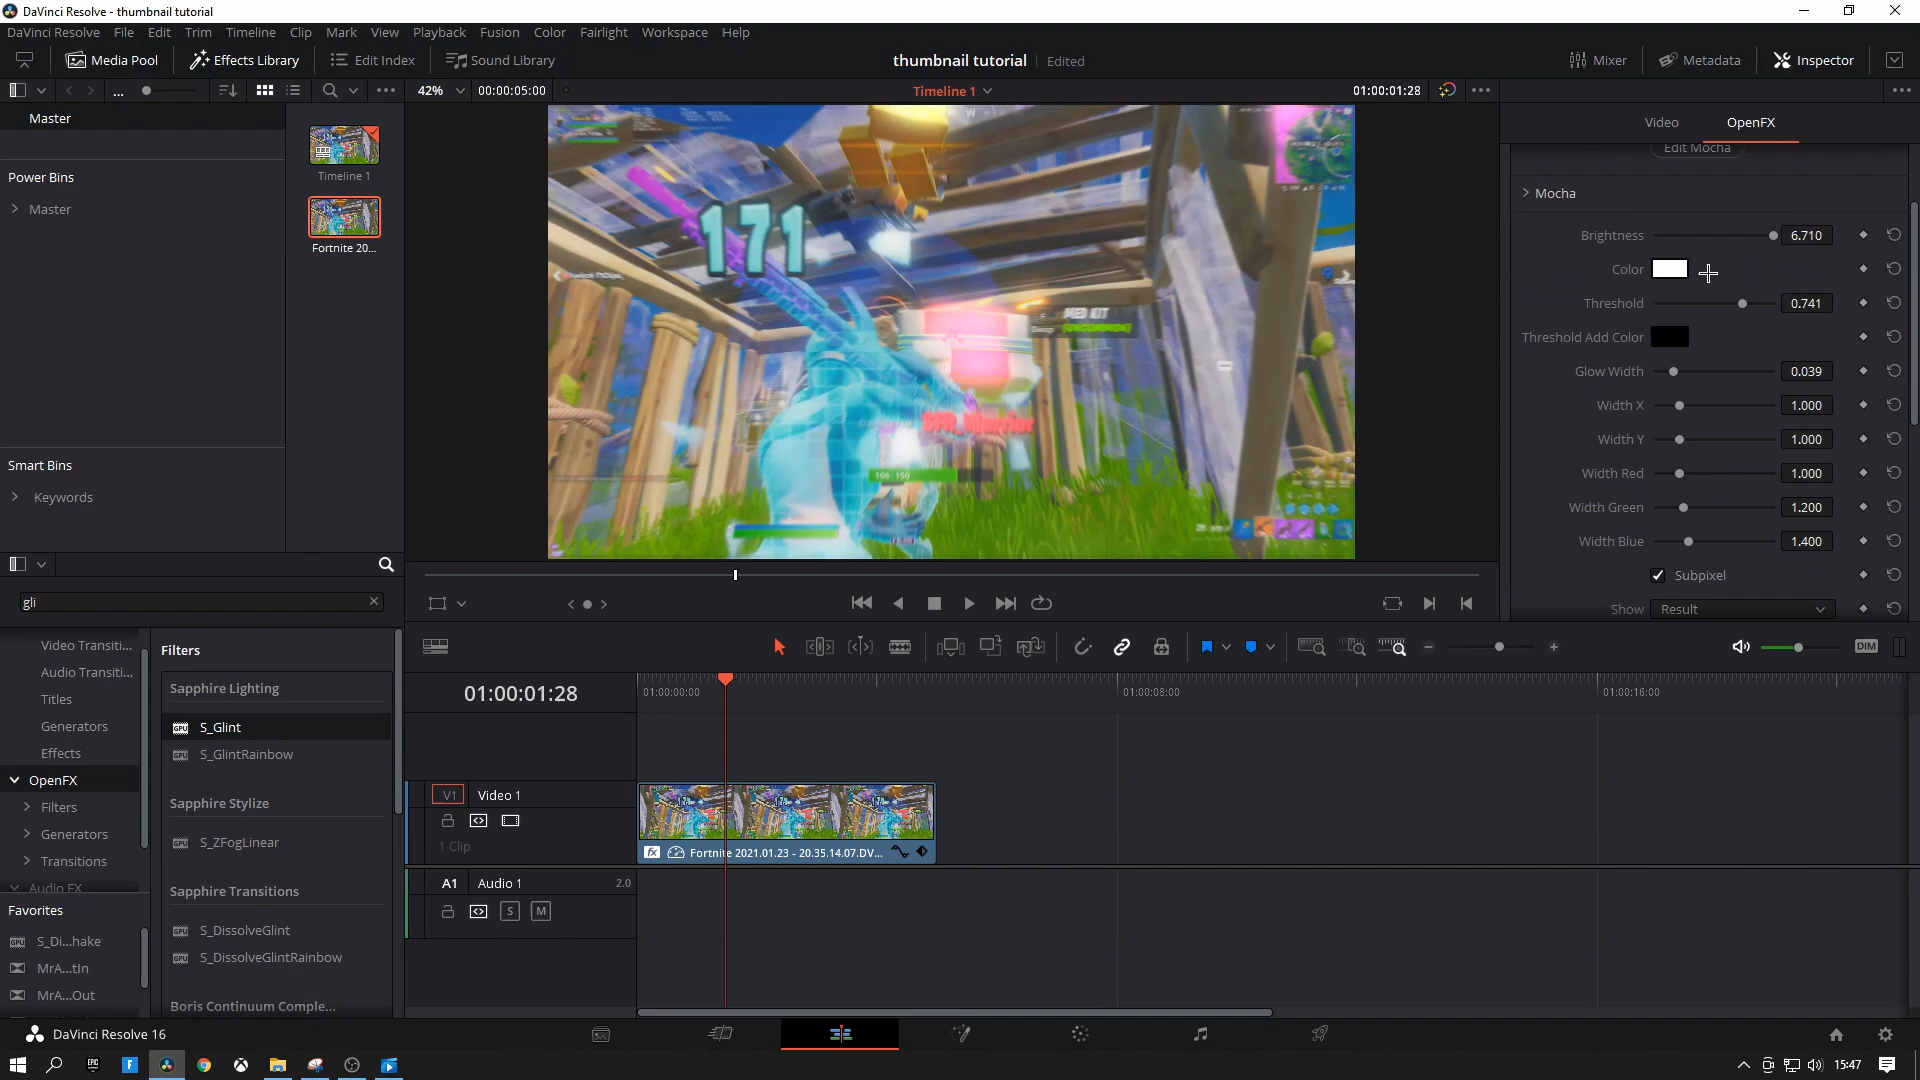 DaVinci Resolve - thumbnail tutorial
DaVinci Resolve File Edit Trim Timeline Clip Mark View Playback Fusion Color Fairlight Workspace Help
Media Pool Effects Library Edit Index Sound Library thumbnail tutorial Edited Mixer Metadata Inspector
... 42% 00:00:05:00 Timeline 1 01:00:01:28
Master
Power Bins
Master
Smart Bins
Keywords
Timeline 1
Fortnite 20...
171
MED KIT
106 | 100
Video OpenFX
Edit Mocha
Mocha
Brightness 6.710
Color
Threshold 0.741
Threshold Add Color
Glow Width 0.039
Width X 1.000
Width Y 1.000
Width Red 1.000
Width Green 1.200
Width Blue 1.400
Subpixel
Show Result
gli
Video Transiti...
Audio Transiti...
Titles
Generators
Effects
OpenFX
Filters
Generators
Transitions
Audio FX
Favorites
S_Di...hake
MrA...tIn
MrA...Out
Filters
Sapphire Lighting
S_Glint
S_GlintRainbow
Sapphire Stylize
S_ZFogLinear
Sapphire Transitions
S_DissolveGlint
S_DissolveGlintRainbow
Boris Continuum Comple...
DIM
01:00:01:28
01:00:00:00 01:00:08:00 01:00:16:00
V1 Video 1
1 Clip
Fortnite 2021.01.23 - 20.35.14.07.DV...
A1 Audio 1 2.0
S M
DaVinci Resolve 16
15:47